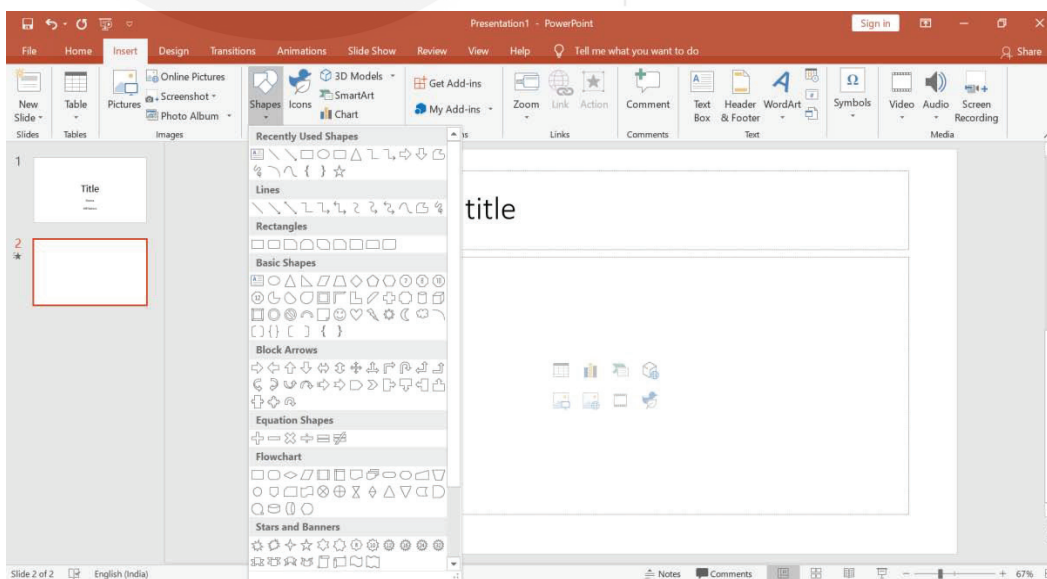 Presentation1 - PowerPoint
Sign in
File Home Insert Design Transitions Animations Slide Show Review View Help Tell me what you want to do
Share
New Slide
Table
Pictures
Online Pictures
Screenshot
Photo Album
Shapes
Icons
3D Models
SmartArt
Chart
Get Add-ins
My Add-ins
Zoom
Link
Action
Comment
Text Box
Header & Footer
WordArt
Symbols
Video
Audio
Screen Recording
Slides
Tables
Images
Links
Comments
Text
Media
Recently Used Shapes
Lines
Rectangles
Basic Shapes
Block Arrows
Equation Shapes
Flowchart
Stars and Banners
1
Title
2
title
Slide 2 of 2
English (India)
Notes
Comments
67%